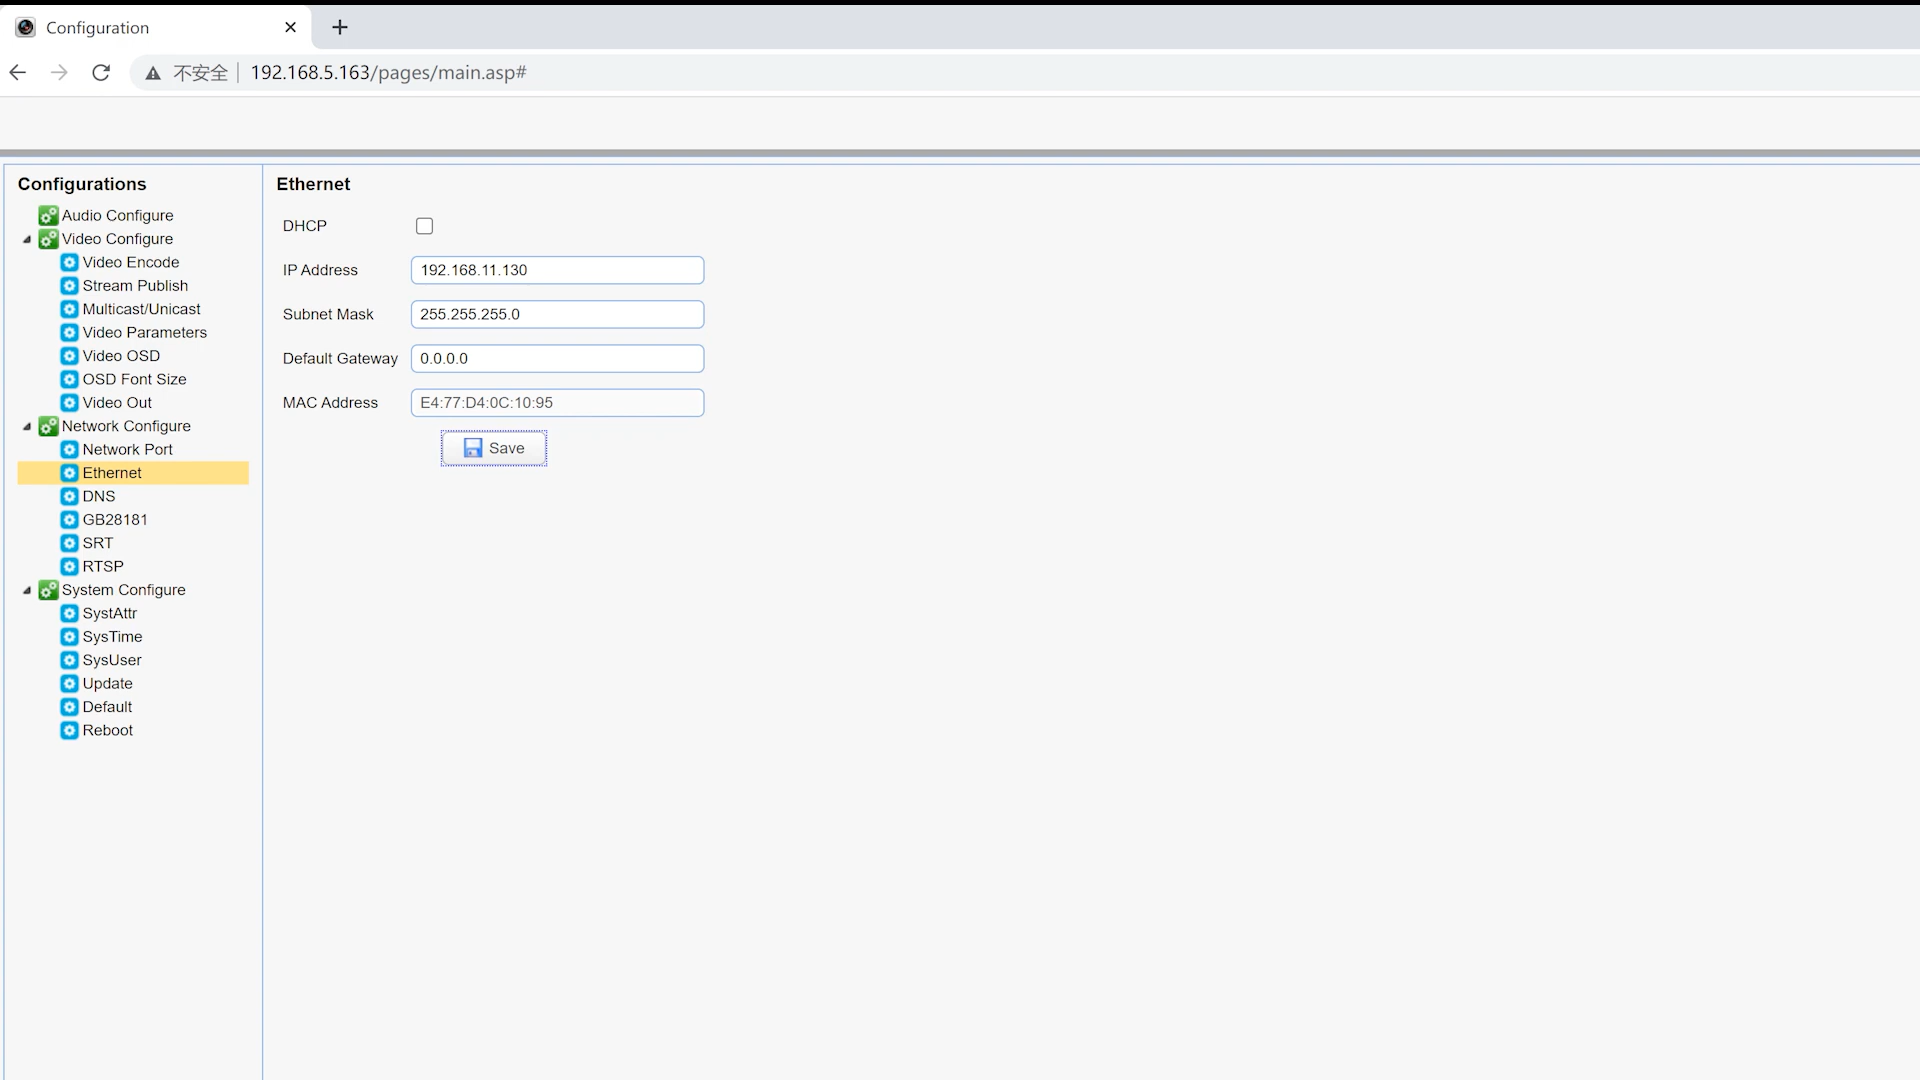 Configuration
不安全 192.168.5.163/pages/main.asp#
Configurations
Audio Configure
Video Configure
Video Encode
Stream Publish
Multicast/Unicast
Video Parameters
Video OSD
OSD Font Size
Video Out
Network Configure
Network Port
Ethernet
DNS
GB28181
SRT
RTSP
System Configure
SystAttr
SysTime
SysUser
Update
Default
Reboot
Ethernet
DHCP
IP Address 192.168.11.130
Subnet Mask 255.255.255.0
Default Gateway 0.0.0.0
MAC Address E4:77:D4:0C:10:95
Save